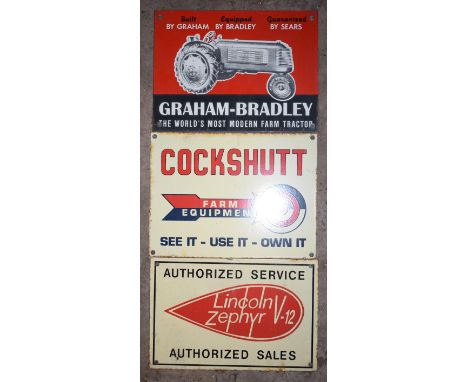 Built Equipped Guaranteed
BY GRAHAM BY BRADLEY BY SEARS
GRAHAM-BRADLEY
THE WORLD'S MOST MODERN FARM TRACTOR
COCKSHUTT
FARM
EQUIPMENT
SEE IT - USE IT - OWN IT
AUTHORIZED SERVICE
Lincoln
Zephyr V-12
AUTHORIZED SALES